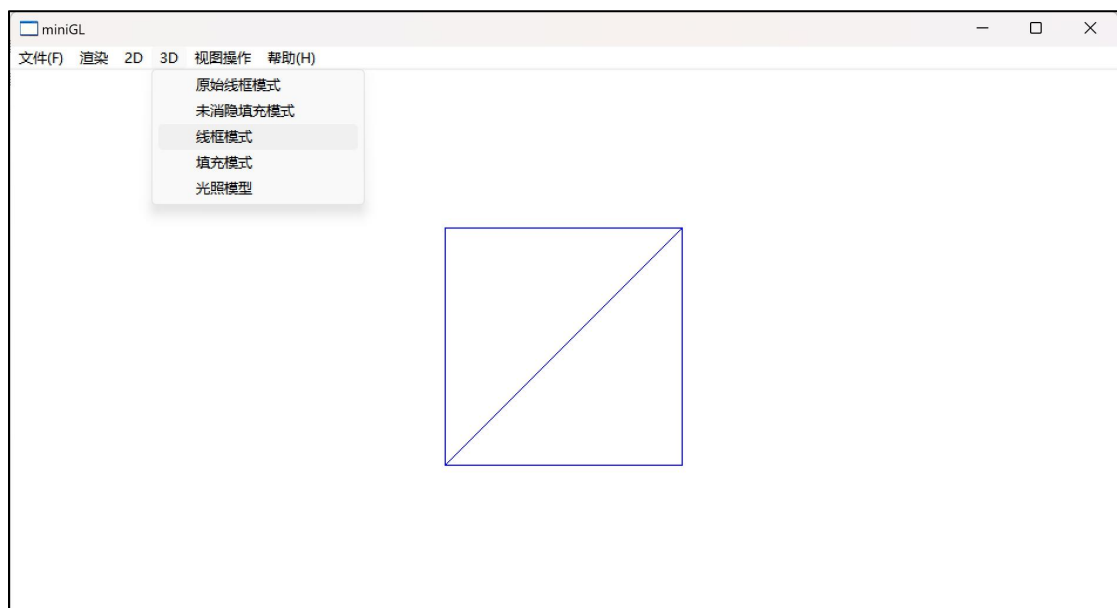 miniGL
文件(F) 渲染 2D 3D 视图操作 帮助(H)
原始线框模式
未消隐填充模式
线框模式
填充模式
光照模型